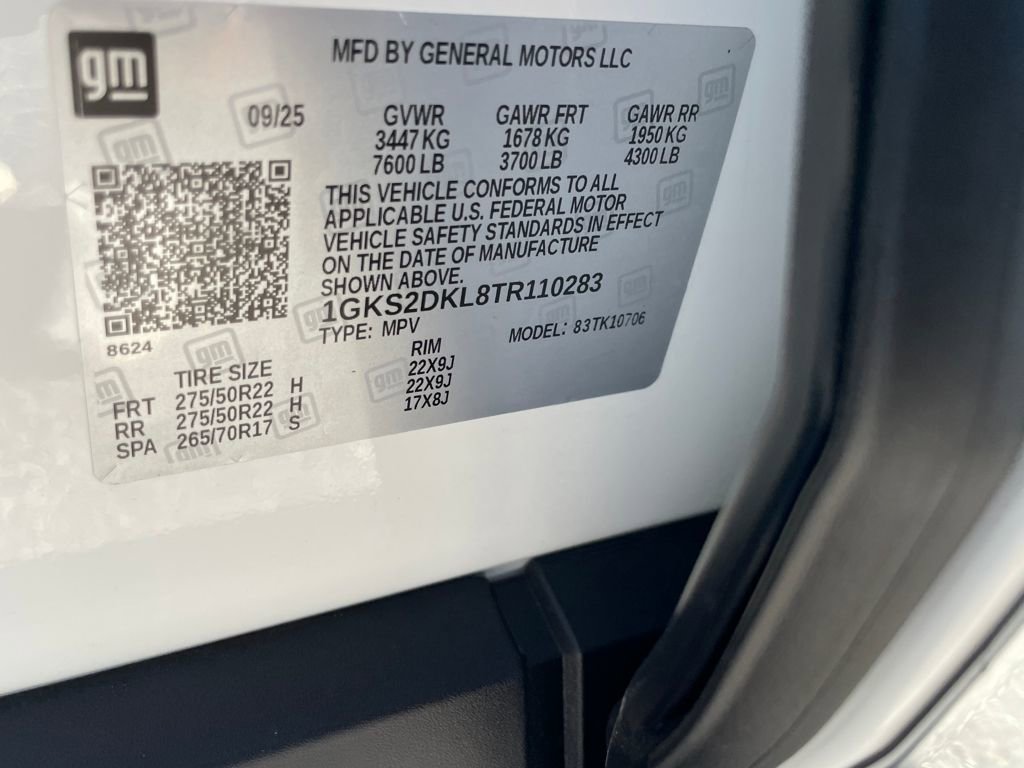 gm
MFD BY GENERAL MOTORS LLC
09/25 GVWR GAWR FRT GAWR RR
3447 KG 1678 KG 1950 KG
7600 LB 3700 LB 4300 LB
THIS VEHICLE CONFORMS TO ALL
APPLICABLE U.S. FEDERAL MOTOR
VEHICLE SAFETY STANDARDS IN EFFECT
ON THE DATE OF MANUFACTURE
SHOWN ABOVE.
1GKS2DKL8TR110283
TYPE: MPV MODEL: 83TK10706
8624
TIRE SIZE RIM
FRT 275/50R22 H 22X9J
RR 275/50R22 H 22X9J
SPA 265/70R17 S 17X8J